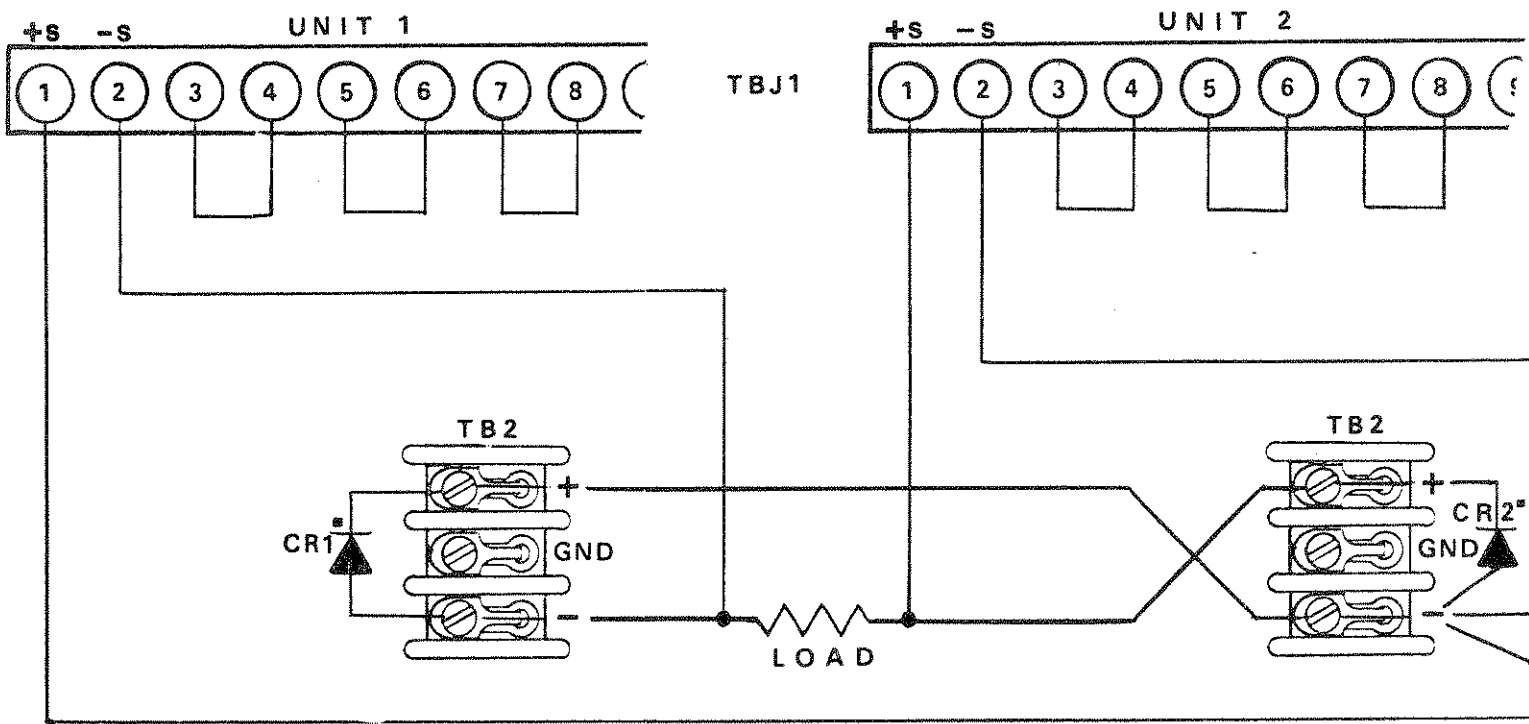 UNIT 1
+S -S
1 2 3 4 5 6 7 8
TBJ1
UNIT 2
+S -S
1 2 3 4 5 6 7 8
TB2
+
GND
-
CR1
LOAD
TB2
+
CR2
GND
-